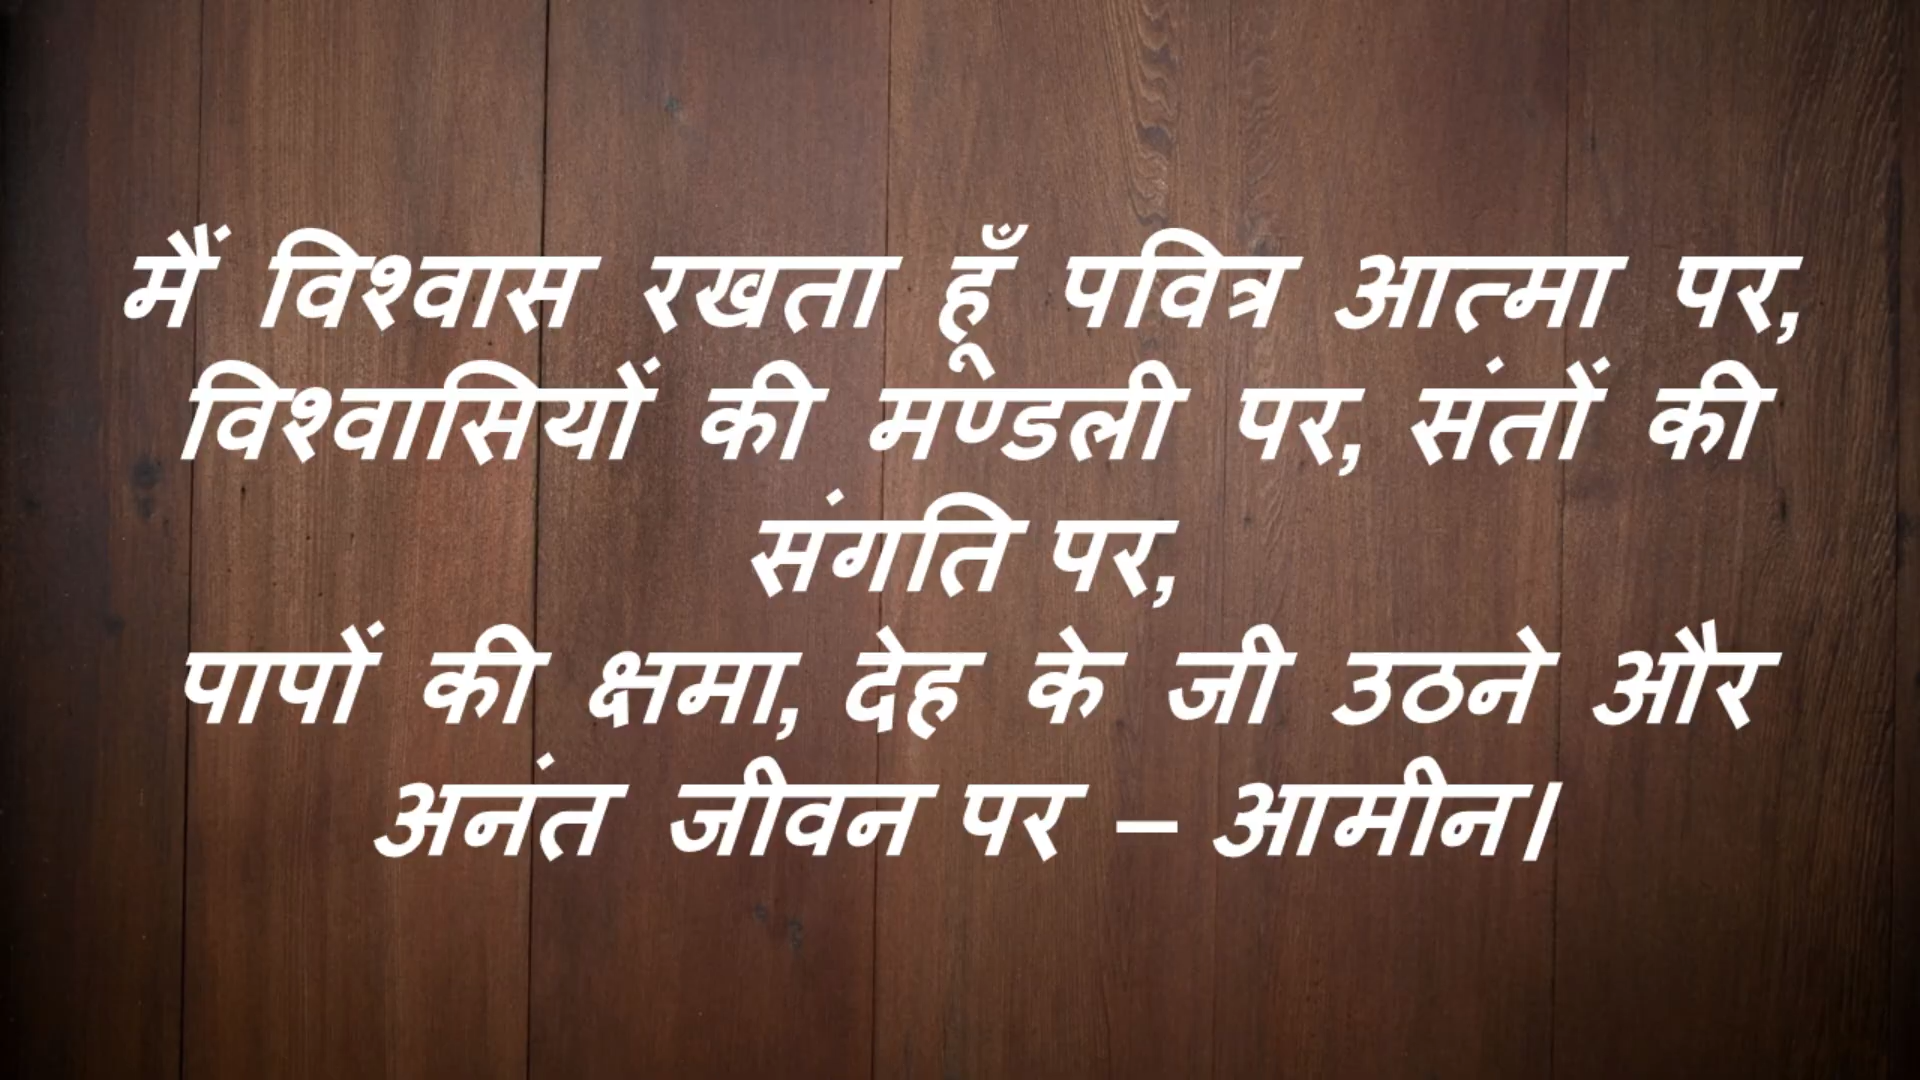 मैं विश्वास रखता हूँ पवित्र आत्मा पर,
विश्वासियों की मण्डली पर, संतों की
संगति पर,
पापों की क्षमा, देह के जी उठने और
अनंत जीवन पर – आमीन।